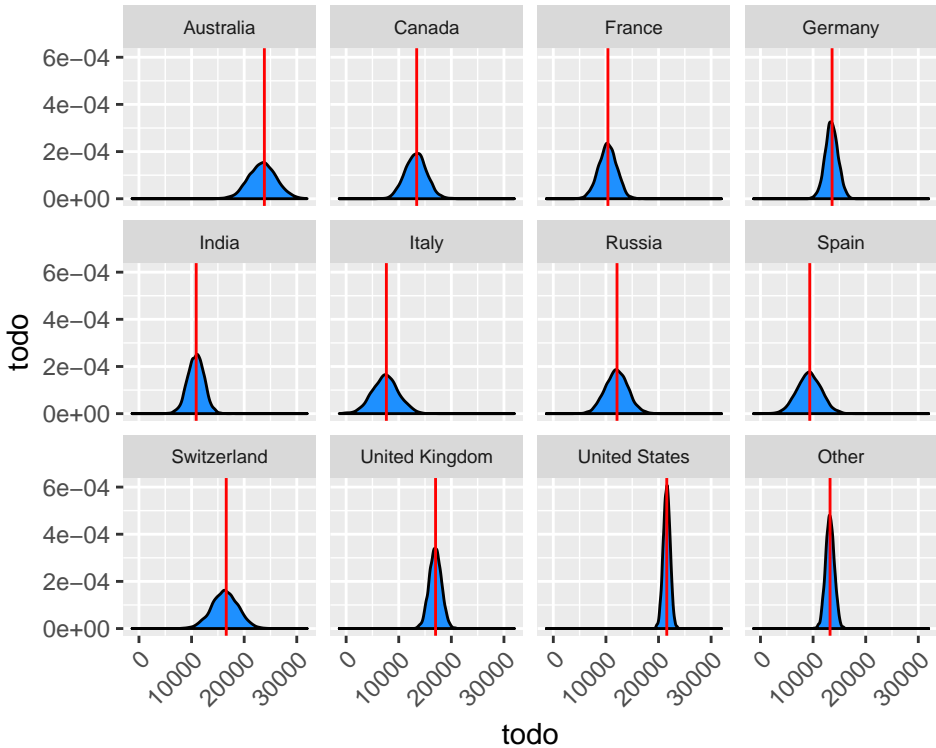 Australia Canada France Germany
6e−04
4e−04
2e−04
0e+00
India Italy Russia Spain
6e−04
4e−04
2e−04
0e+00
Switzerland United Kingdom United States Other
6e−04
4e−04
2e−04
0e+00
0 10000 20000 30000 0 10000 20000 30000 0 10000 20000 30000 0 10000 20000 30000
todo
todo